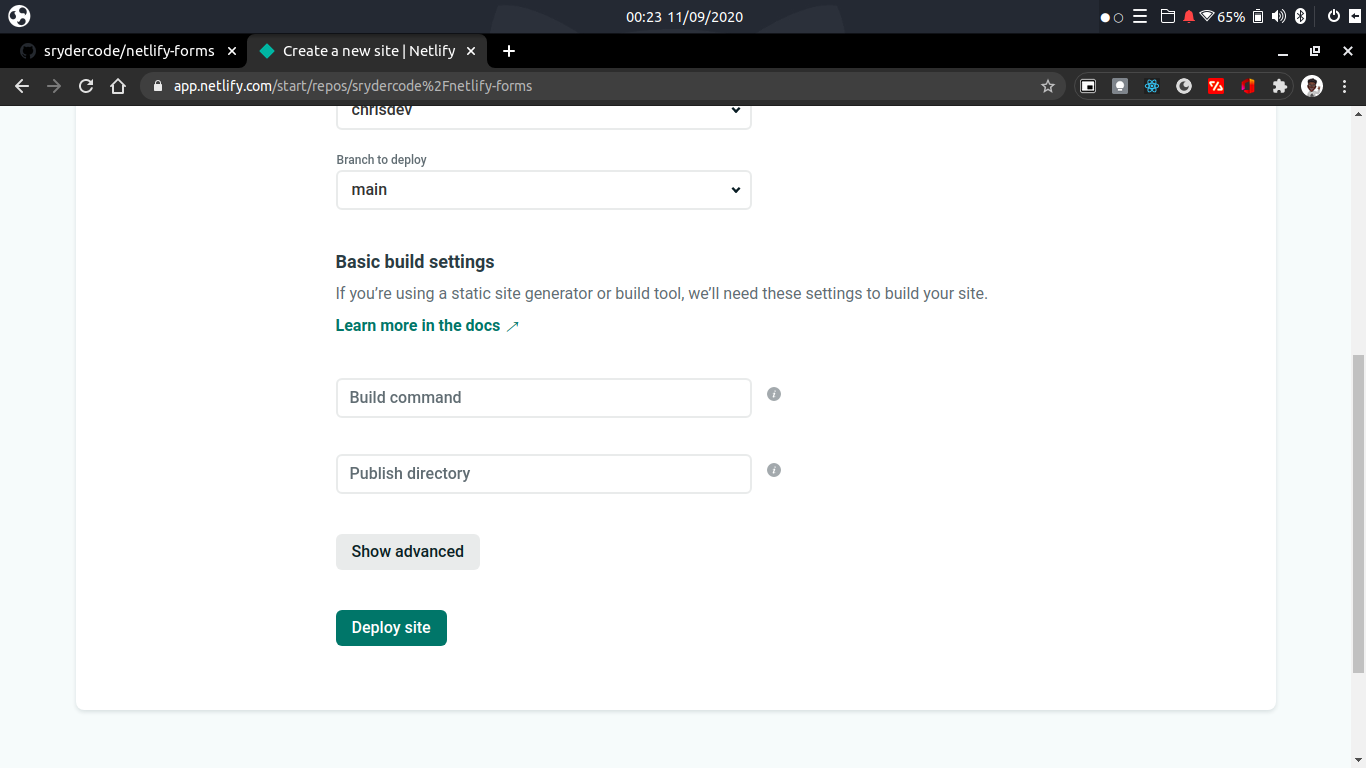 00:23 11/09/2020
65%
srydercode/netlify-forms
Create a new site | Netlify
app.netlify.com/start/repos/srydercode%2Fnetlify-forms
chrisdev
Branch to deploy
main
Basic build settings
If you’re using a static site generator or build tool, we’ll need these settings to build your site.
Learn more in the docs
Build command
Publish directory
Show advanced
Deploy site